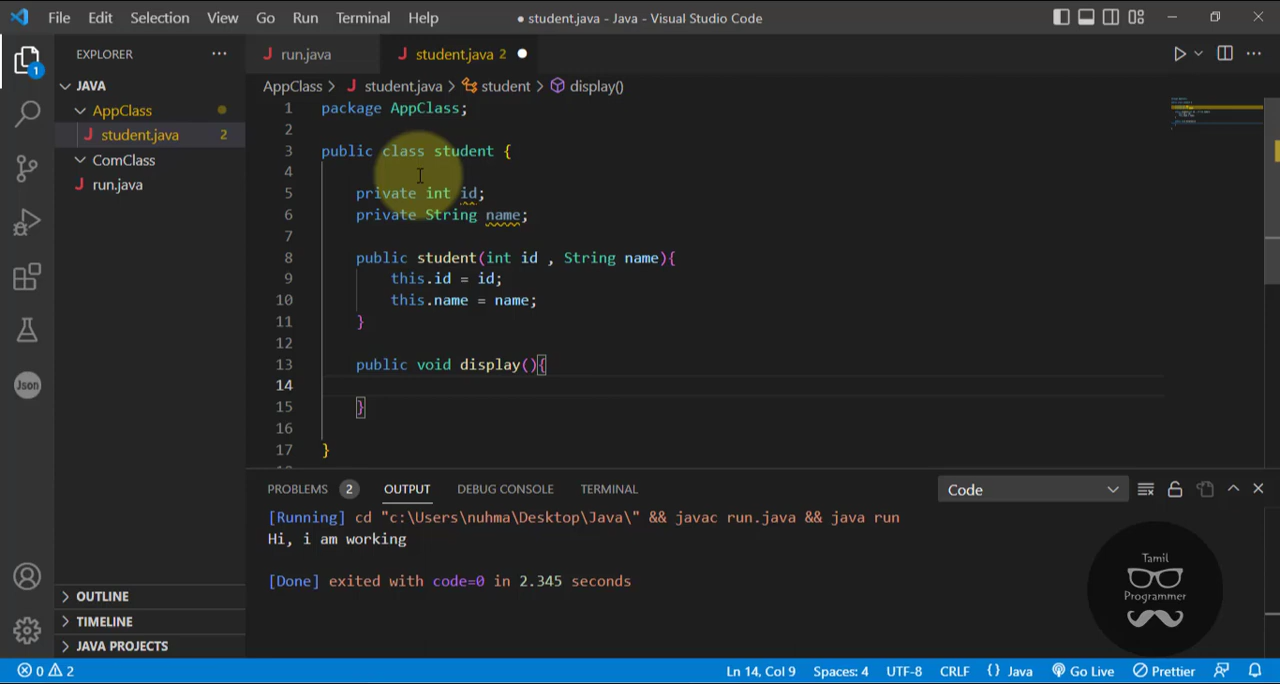 File Edit Selection View Go Run Terminal Help
● student.java - Java - Visual Studio Code
EXPLORER
1
JAVA
AppClass
student.java 2
ComClass
run.java
Json
OUTLINE
TIMELINE
JAVA PROJECTS
run.java student.java 2
AppClass > student.java > student > display()
1 package AppClass;
2
3 public class student {
4
5 private int id;
6 private String name;
7
8 public student(int id , String name){
9 this.id = id;
10 this.name = name;
11 }
12
13 public void display(){
14
15 }
16
17 }
PROBLEMS 2 OUTPUT DEBUG CONSOLE TERMINAL
Code
[Running] cd "c:\Users\nuhma\Desktop\Java\" && javac run.java && java run
Hi, i am working
[Done] exited with code=0 in 2.345 seconds
Tamil
Programmer
0 2 Ln 14, Col 9 Spaces: 4 UTF-8 CRLF {} Java Go Live Prettier